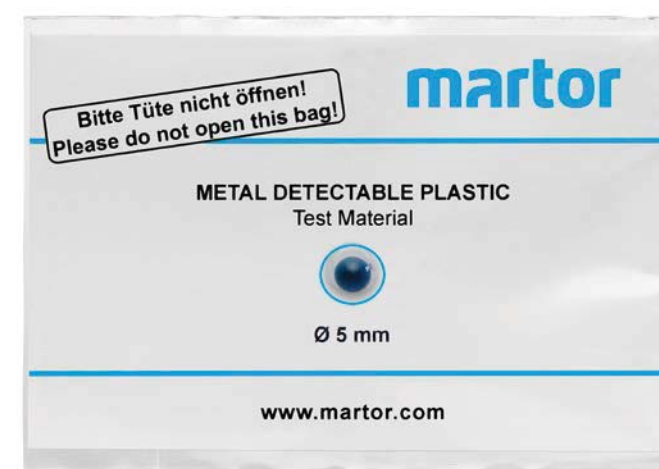 Bitte Tüte nicht öffnen!
Please do not open this bag!
martor
METAL DETECTABLE PLASTIC
Test Material
Ø 5 mm
www.martor.com